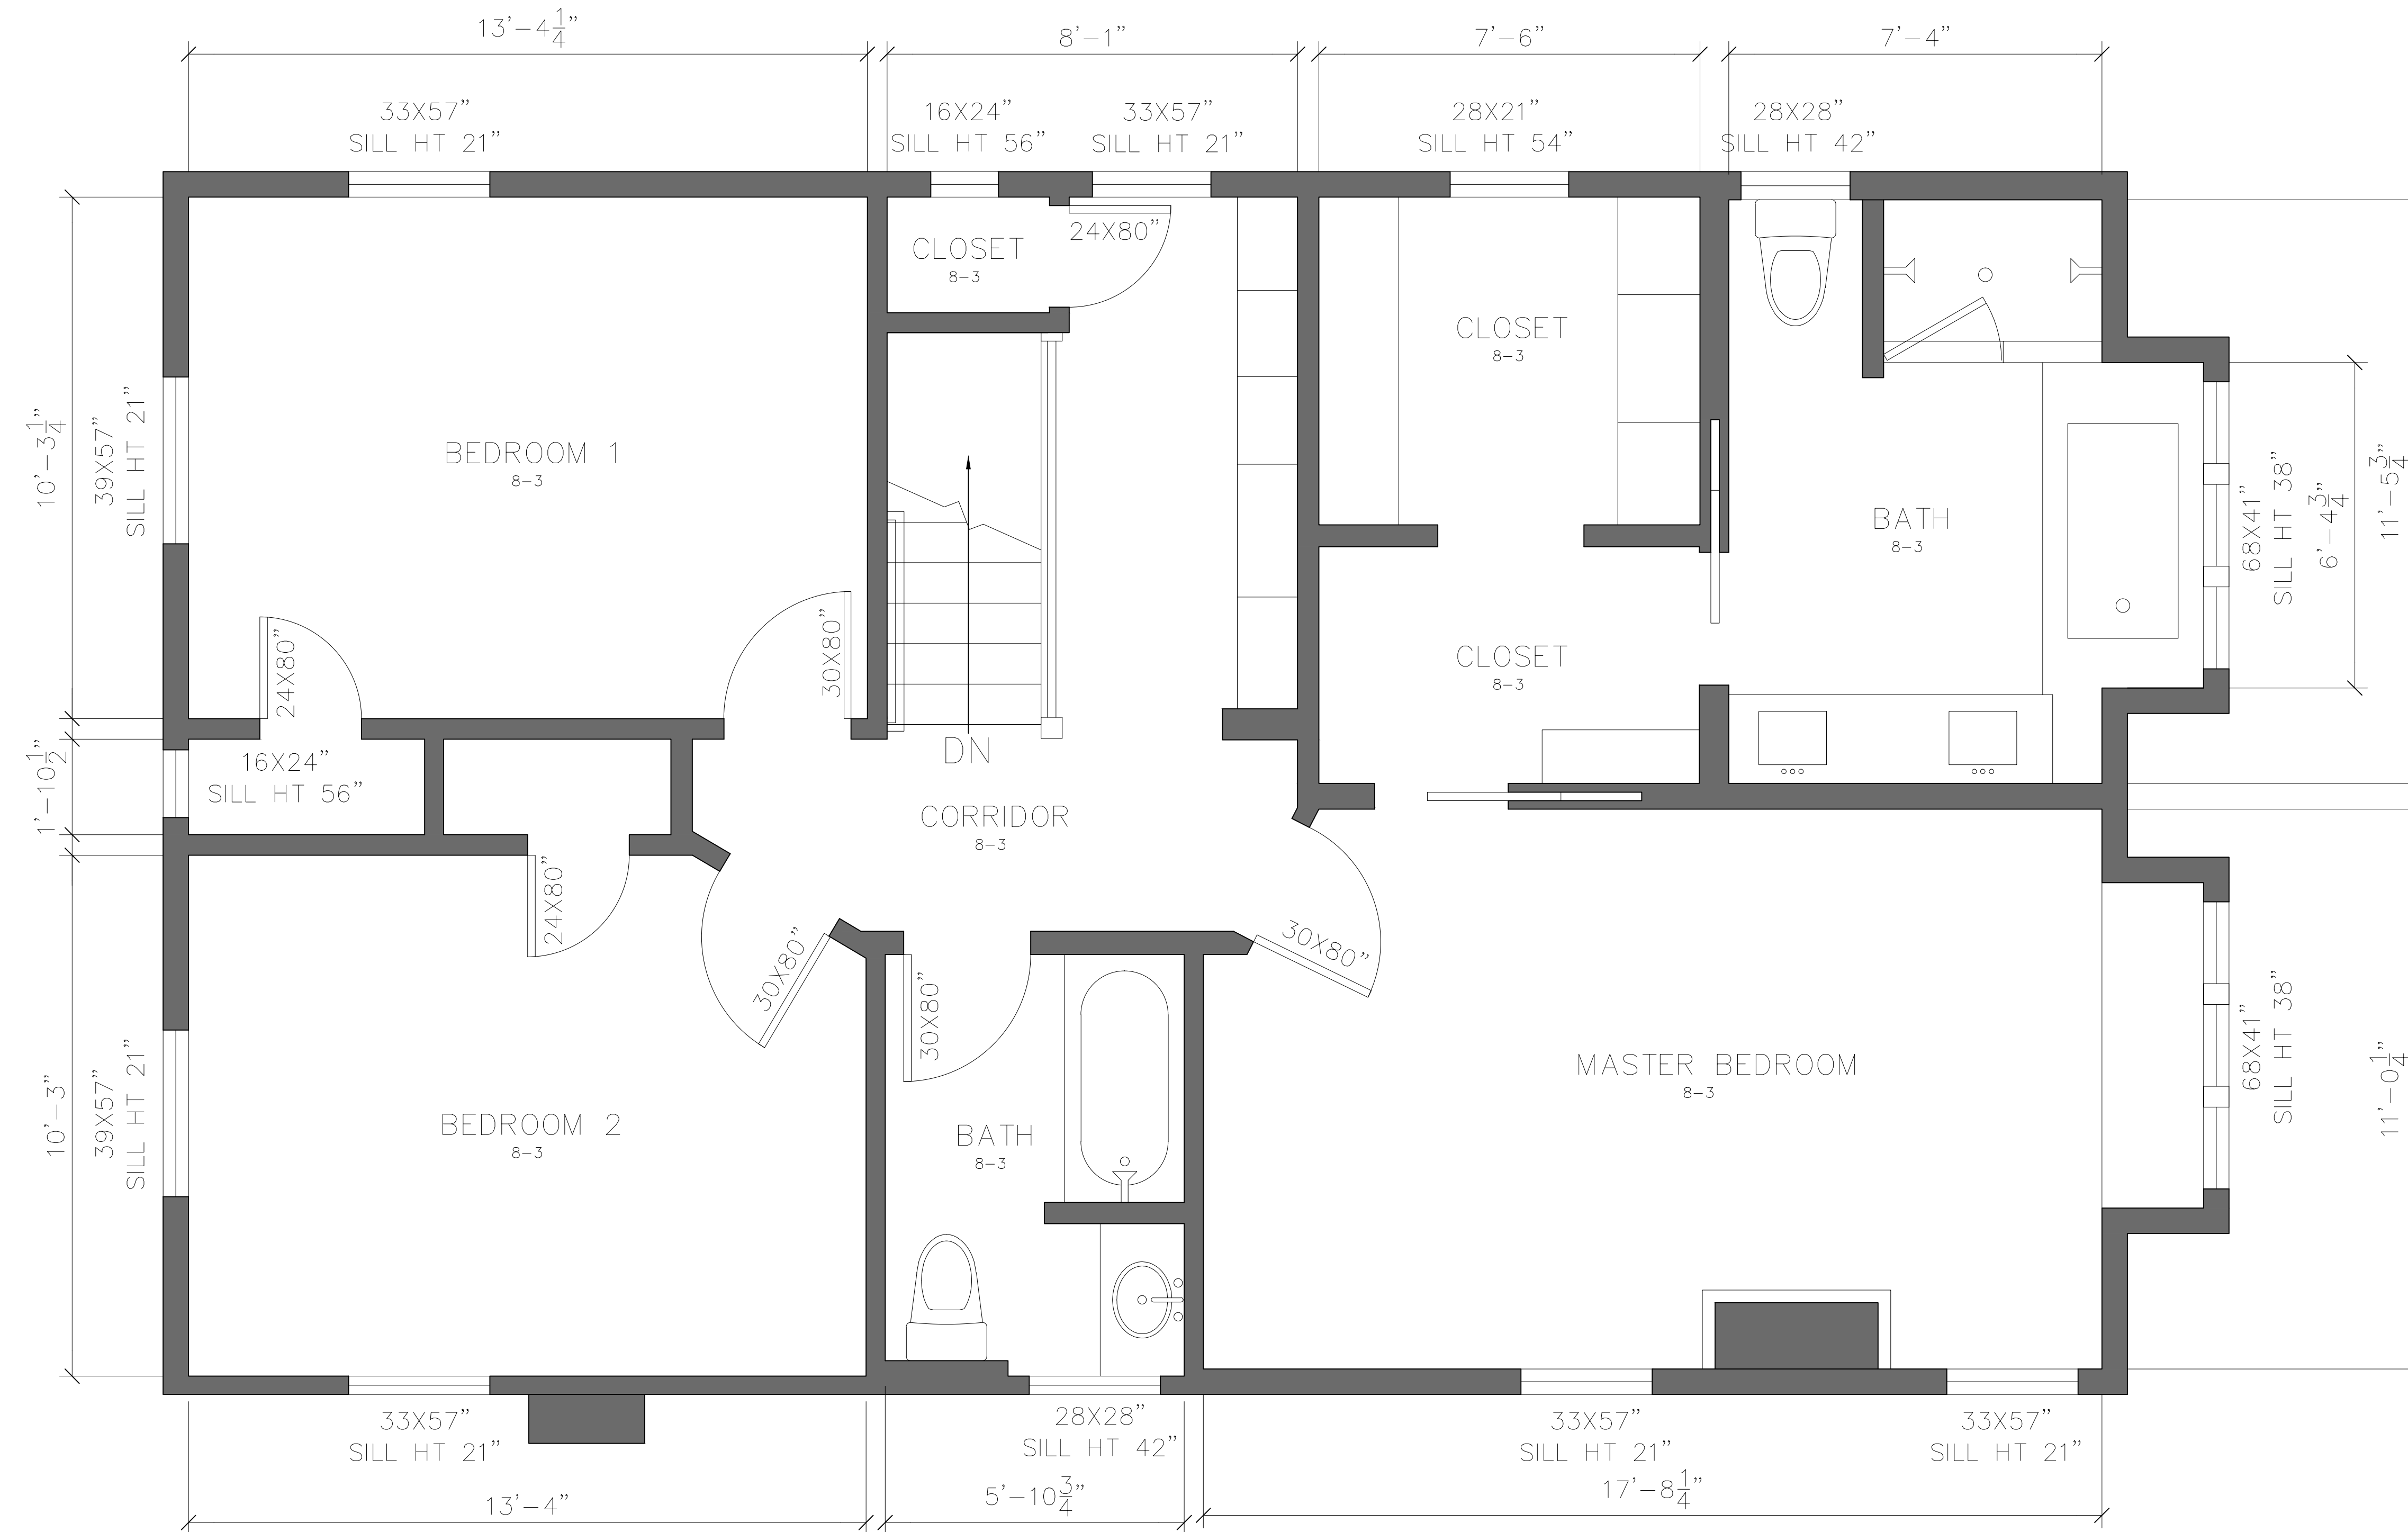 13'-4 1/4"
8'-1"
7'-6"
7'-4"
33X57"
SILL HT 21"
16X24"
SILL HT 56"
33X57"
SILL HT 21"
28X21"
SILL HT 54"
28X28"
SILL HT 42"
24X80"
CLOSET
8-3
CLOSET
8-3
10'-3 1/4"
39X57"
SILL HT 21"
BEDROOM 1
8-3
BATH
8-3
68X41"
SILL HT 38"
6'-4 3/4"
11'-5 3/4"
24X80"
30X80"
CLOSET
8-3
DN
1'-10 1/2"
16X24"
SILL HT 56"
CORRIDOR
8-3
24X80"
30X80"
30X80"
30X80"
10'-3"
39X57"
SILL HT 21"
BEDROOM 2
8-3
BATH
8-3
MASTER BEDROOM
8-3
68X41"
SILL HT 38"
11'-0 1/4"
33X57"
SILL HT 21"
28X28"
SILL HT 42"
33X57"
SILL HT 21"
33X57"
SILL HT 21"
13'-4"
5'-10 3/4"
17'-8 1/4"